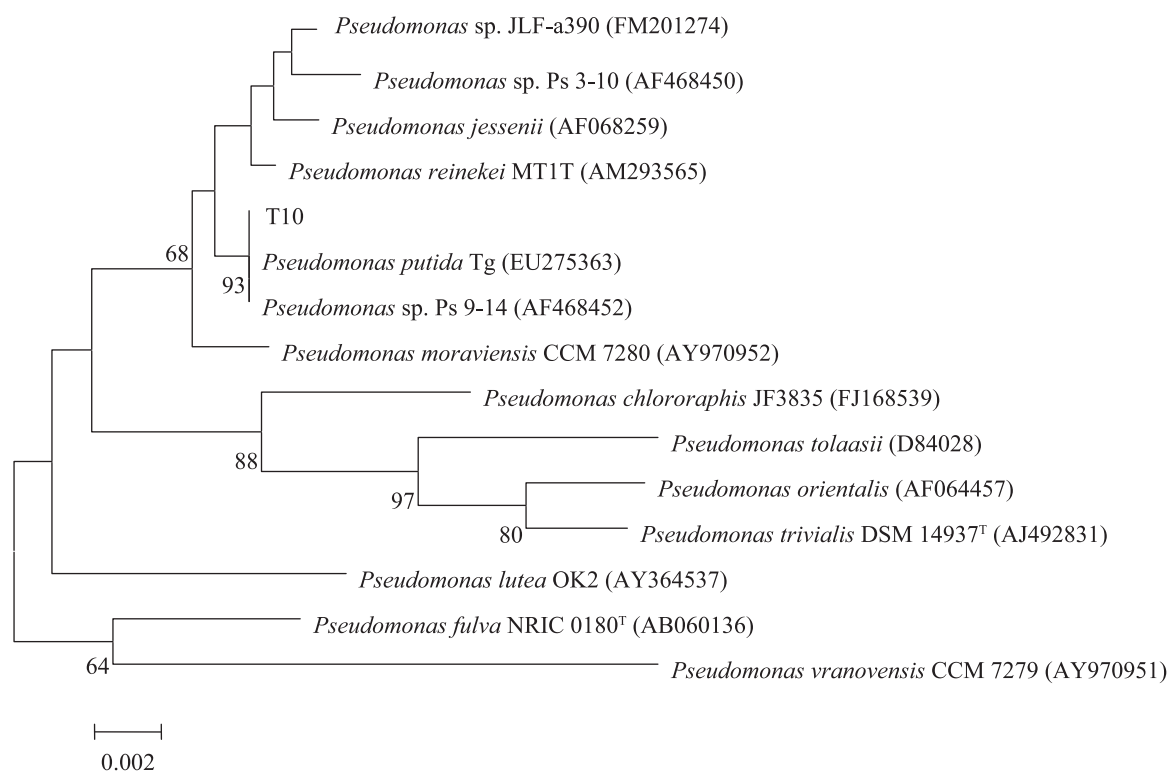 Pseudomonas sp. JLF-a390 (FM201274)
Pseudomonas sp. Ps 3-10 (AF468450)
Pseudomonas jessenii (AF068259)
Pseudomonas reinekei MT1T (AM293565)
T10
68
Pseudomonas putida Tg (EU275363)
93
Pseudomonas sp. Ps 9-14 (AF468452)
Pseudomonas moraviensis CCM 7280 (AY970952)
Pseudomonas chlororaphis JF3835 (FJ168539)
Pseudomonas tolaasii (D84028)
88
Pseudomonas orientalis (AF064457)
97
80
Pseudomonas trivialis DSM 14937ᵀ (AJ492831)
Pseudomonas lutea OK2 (AY364537)
Pseudomonas fulva NRIC 0180ᵀ (AB060136)
64
Pseudomonas vranovensis CCM 7279 (AY970951)
0.002